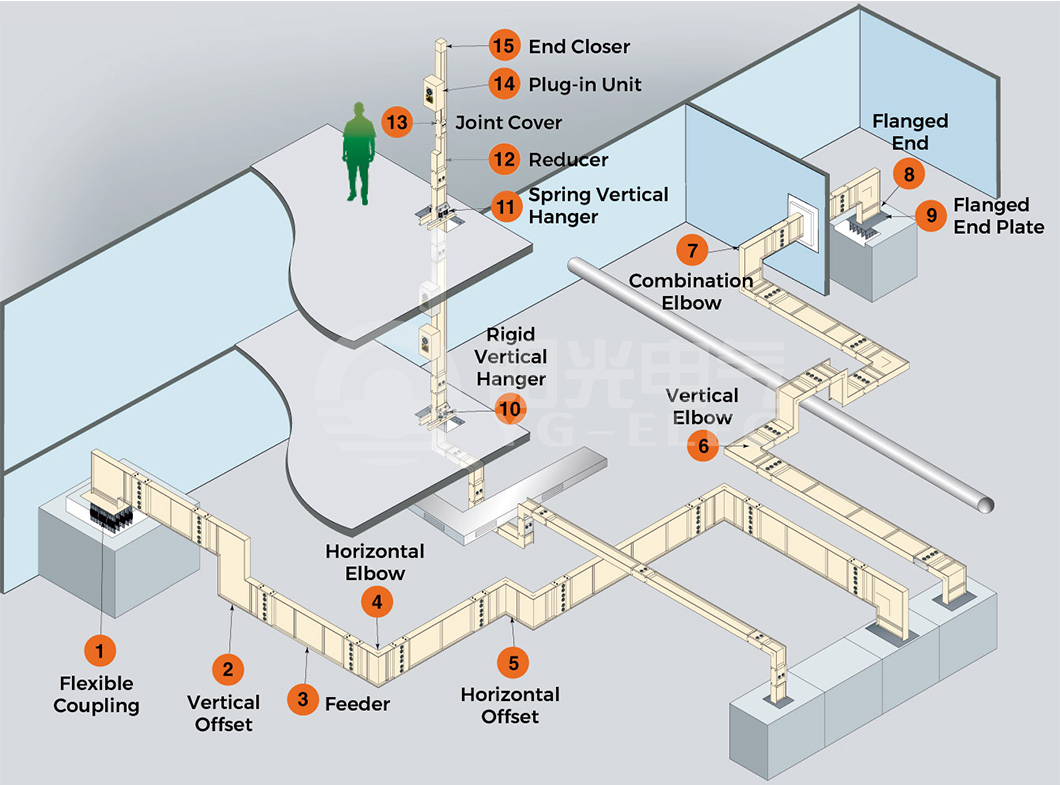 15 End Closer
14 Plug-in Unit
13 Joint Cover
12 Reducer
11 Spring Vertical
Hanger
Flanged
End
8
9 Flanged
End Plate
7
Combination
Elbow
Rigid
Vertical
Hanger
10
Vertical
Elbow
6
Horizontal
Elbow
4
1
Flexible
Coupling
2
Vertical
Offset
3 Feeder
5
Horizontal
Offset